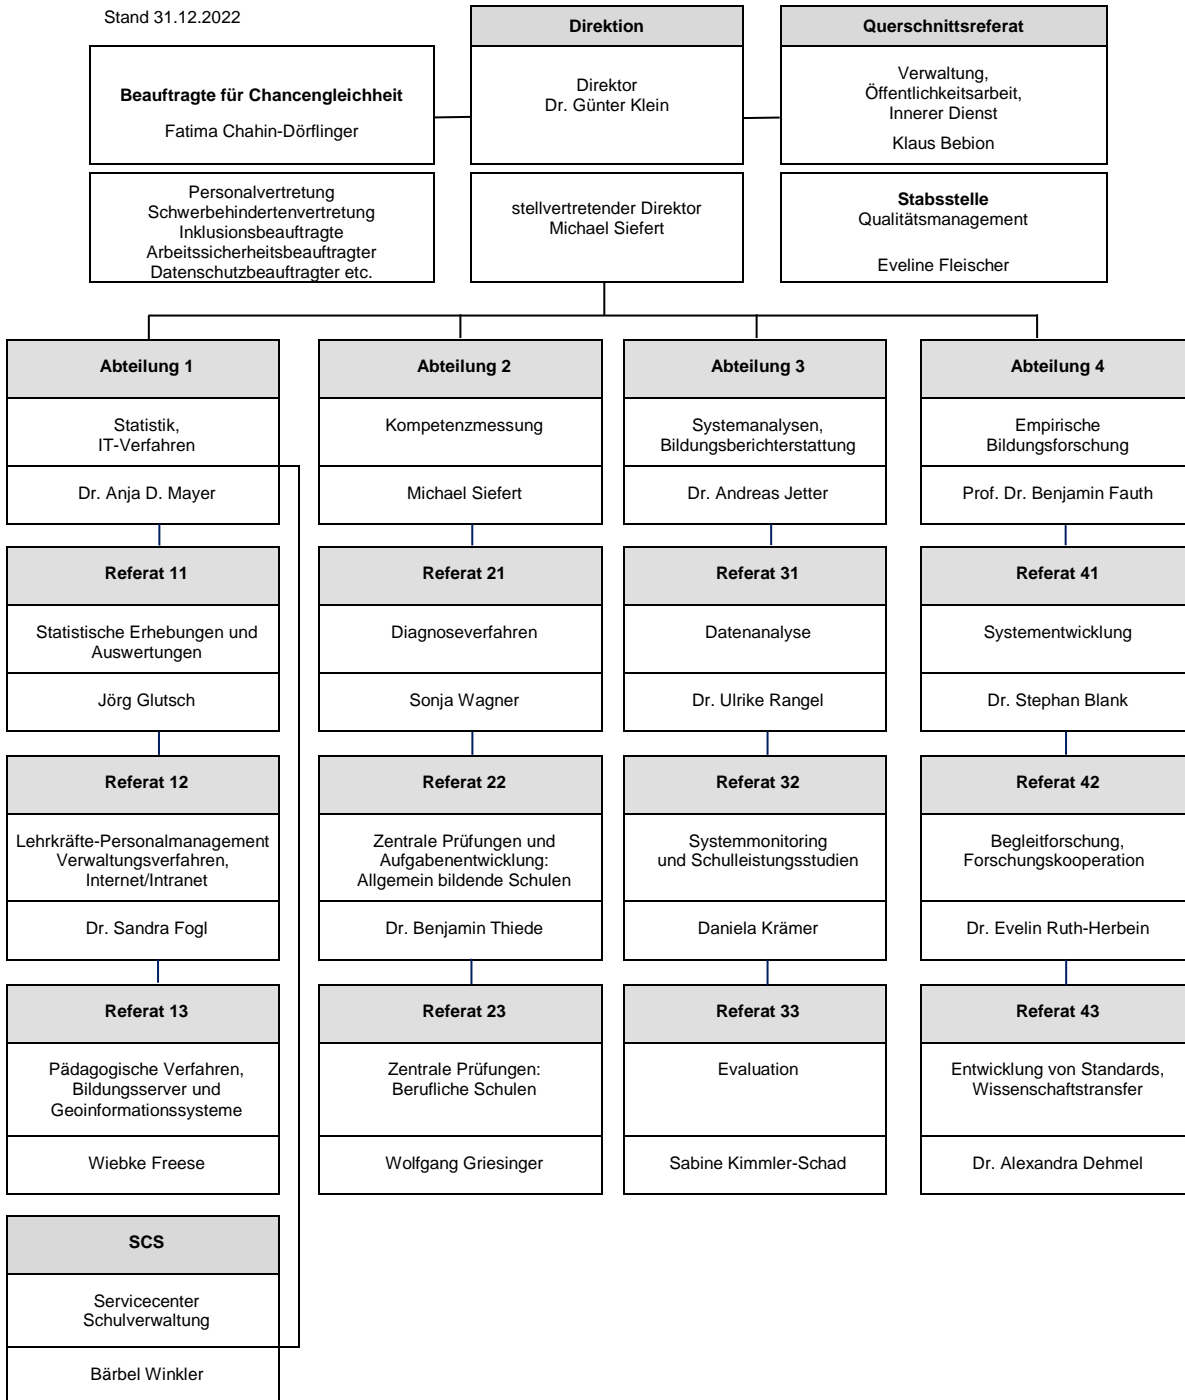 Stand 31.12.2022
Direktion
Direktor
Dr. Günter Klein
Querschnittsreferat
Verwaltung,
Öffentlichkeitsarbeit,
Innerer Dienst
Klaus Bebion
Beauftragte für Chancengleichheit
Fatima Chahin-Dörflinger
Personalvertretung
Schwerbehindertenvertretung
Inklusionsbeauftragte
Arbeitssicherheitsbeauftragter
Datenschutzbeauftragter etc.
stellvertretender Direktor
Michael Siefert
Stabsstelle
Qualitätsmanagement
Eveline Fleischer
Abteilung 1
Statistik,
IT-Verfahren
Dr. Anja D. Mayer
Referat 11
Statistische Erhebungen und
Auswertungen
Jörg Glutsch
Referat 12
Lehrkräfte-Personalmanagement
Verwaltungsverfahren,
Internet/Intranet
Dr. Sandra Fogl
Referat 13
Pädagogische Verfahren,
Bildungsserver und
Geoinformationssysteme
Wiebke Freese
SCS
Servicecenter
Schulverwaltung
Bärbel Winkler
Abteilung 2
Kompetenzmessung
Michael Siefert
Referat 21
Diagnoseverfahren
Sonja Wagner
Referat 22
Zentrale Prüfungen und
Aufgabenentwicklung:
Allgemein bildende Schulen
Dr. Benjamin Thiede
Referat 23
Zentrale Prüfungen:
Berufliche Schulen
Wolfgang Griesinger
Abteilung 3
Systemanalysen,
Bildungsberichterstattung
Dr. Andreas Jetter
Referat 31
Datenanalyse
Dr. Ulrike Rangel
Referat 32
Systemmonitoring
und Schulleistungsstudien
Daniela Krämer
Referat 33
Evaluation
Sabine Kimmler-Schad
Abteilung 4
Empirische
Bildungsforschung
Prof. Dr. Benjamin Fauth
Referat 41
Systementwicklung
Dr. Stephan Blank
Referat 42
Begleitforschung,
Forschungskooperation
Dr. Evelin Ruth-Herbein
Referat 43
Entwicklung von Standards,
Wissenschaftstransfer
Dr. Alexandra Dehmel